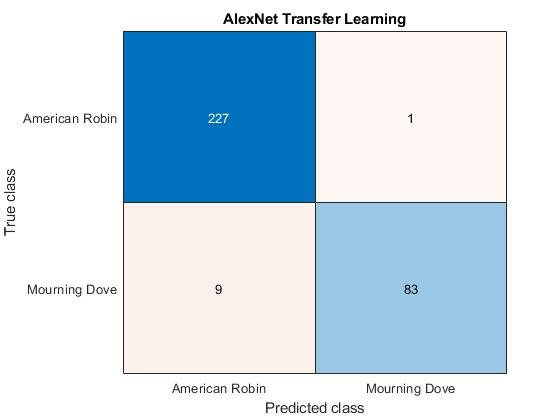 AlexNet Transfer Learning
American Robin
227
1
Mourning Dove
9
83
True class
American Robin
Mourning Dove
Predicted class